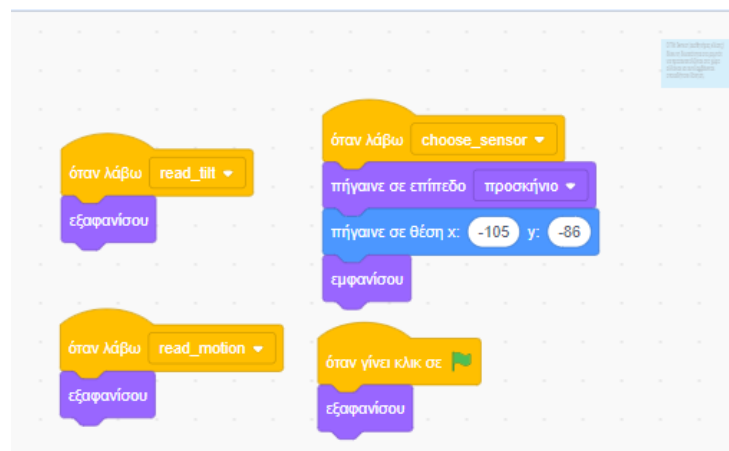 όταν λάβω read_tilt
εξαφανίσου
όταν λάβω choose_sensor
πήγαινε σε επίπεδο προσκήνιο
πήγαινε σε θέση x: -105 y: -86
εμφανίσου
όταν λάβω read_motion
εξαφανίσου
όταν γίνει κλικ σε
εξαφανίσου